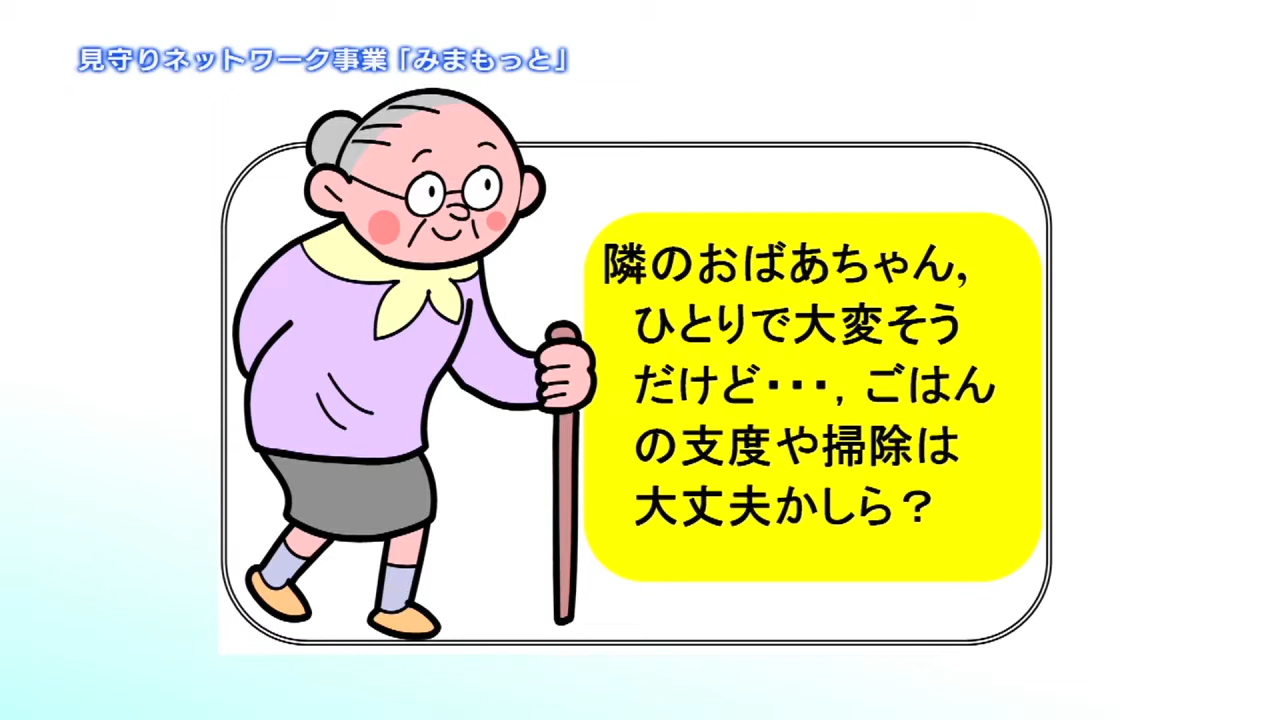 見守りネットワーク事業「みまもっと」
隣のおばあちゃん,
ひとりで大変そう
だけど・・・, ごはん
の支度や掃除は
大丈夫かしら？